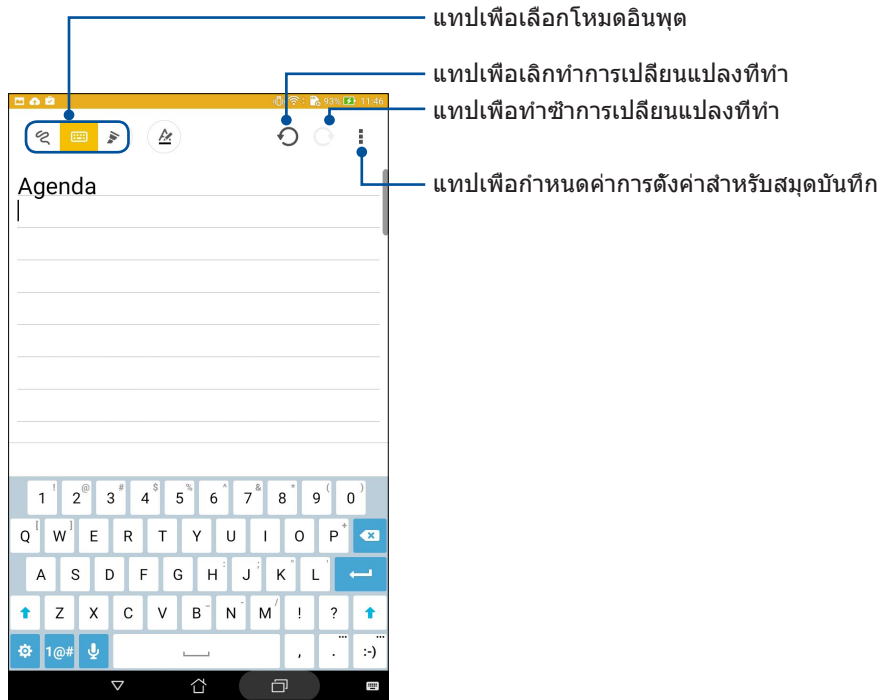 แทปเพื่อเลือกโหมดอินพุต
แทปเพื่อเลิกทำการเปลี่ยนแปลงที่ทำ
93% 11:46
แทปเพื่อทำซ้ำการเปลี่ยนแปลงที่ทำ
แทปเพื่อกำหนดค่าการตั้งค่าสำหรับสมุดบันทึก
Agenda
! @ # $ % ^ & * ( )
1 2 3 4 5 6 7 8 9 0
[ ] +
Q W E R T Y U I O P
: ; " '
A S D F G H J K L
_ - /
Z X C V B N M ! ?
1@# , . :-)